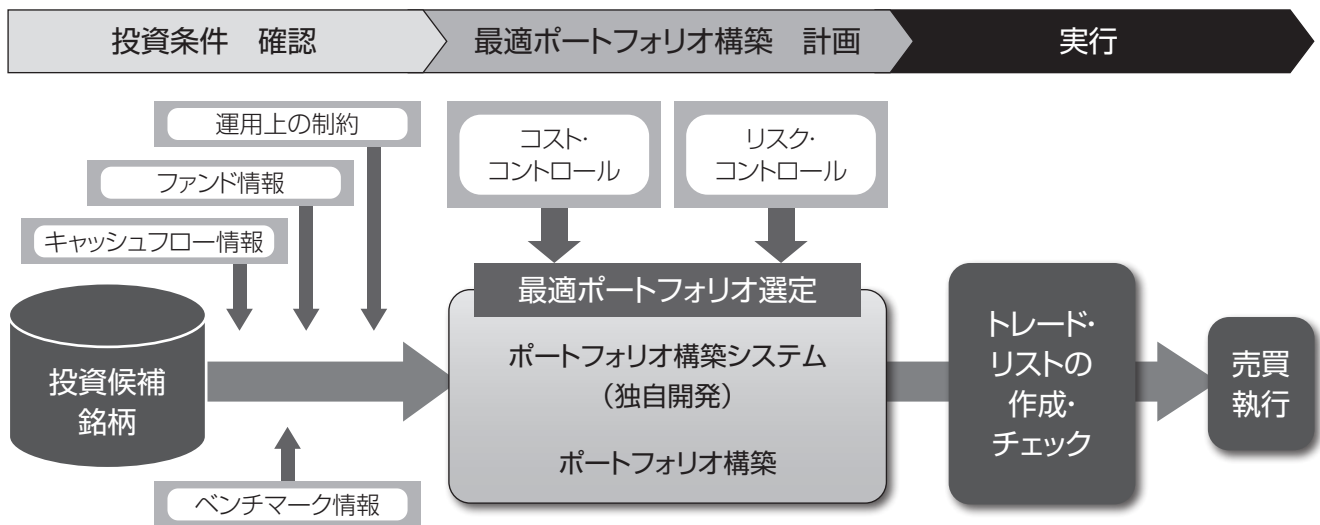 投資条件　確認
最適ポートフォリオ構築　計画
実行
運用上の制約
ファンド情報
キャッシュフロー情報
投資候補
銘柄
ベンチマーク情報
コスト・
コントロール
リスク・
コントロール
最適ポートフォリオ選定
ポートフォリオ構築システム
（独自開発）
ポートフォリオ構築
トレード・
リストの
作成・
チェック
売買
執行